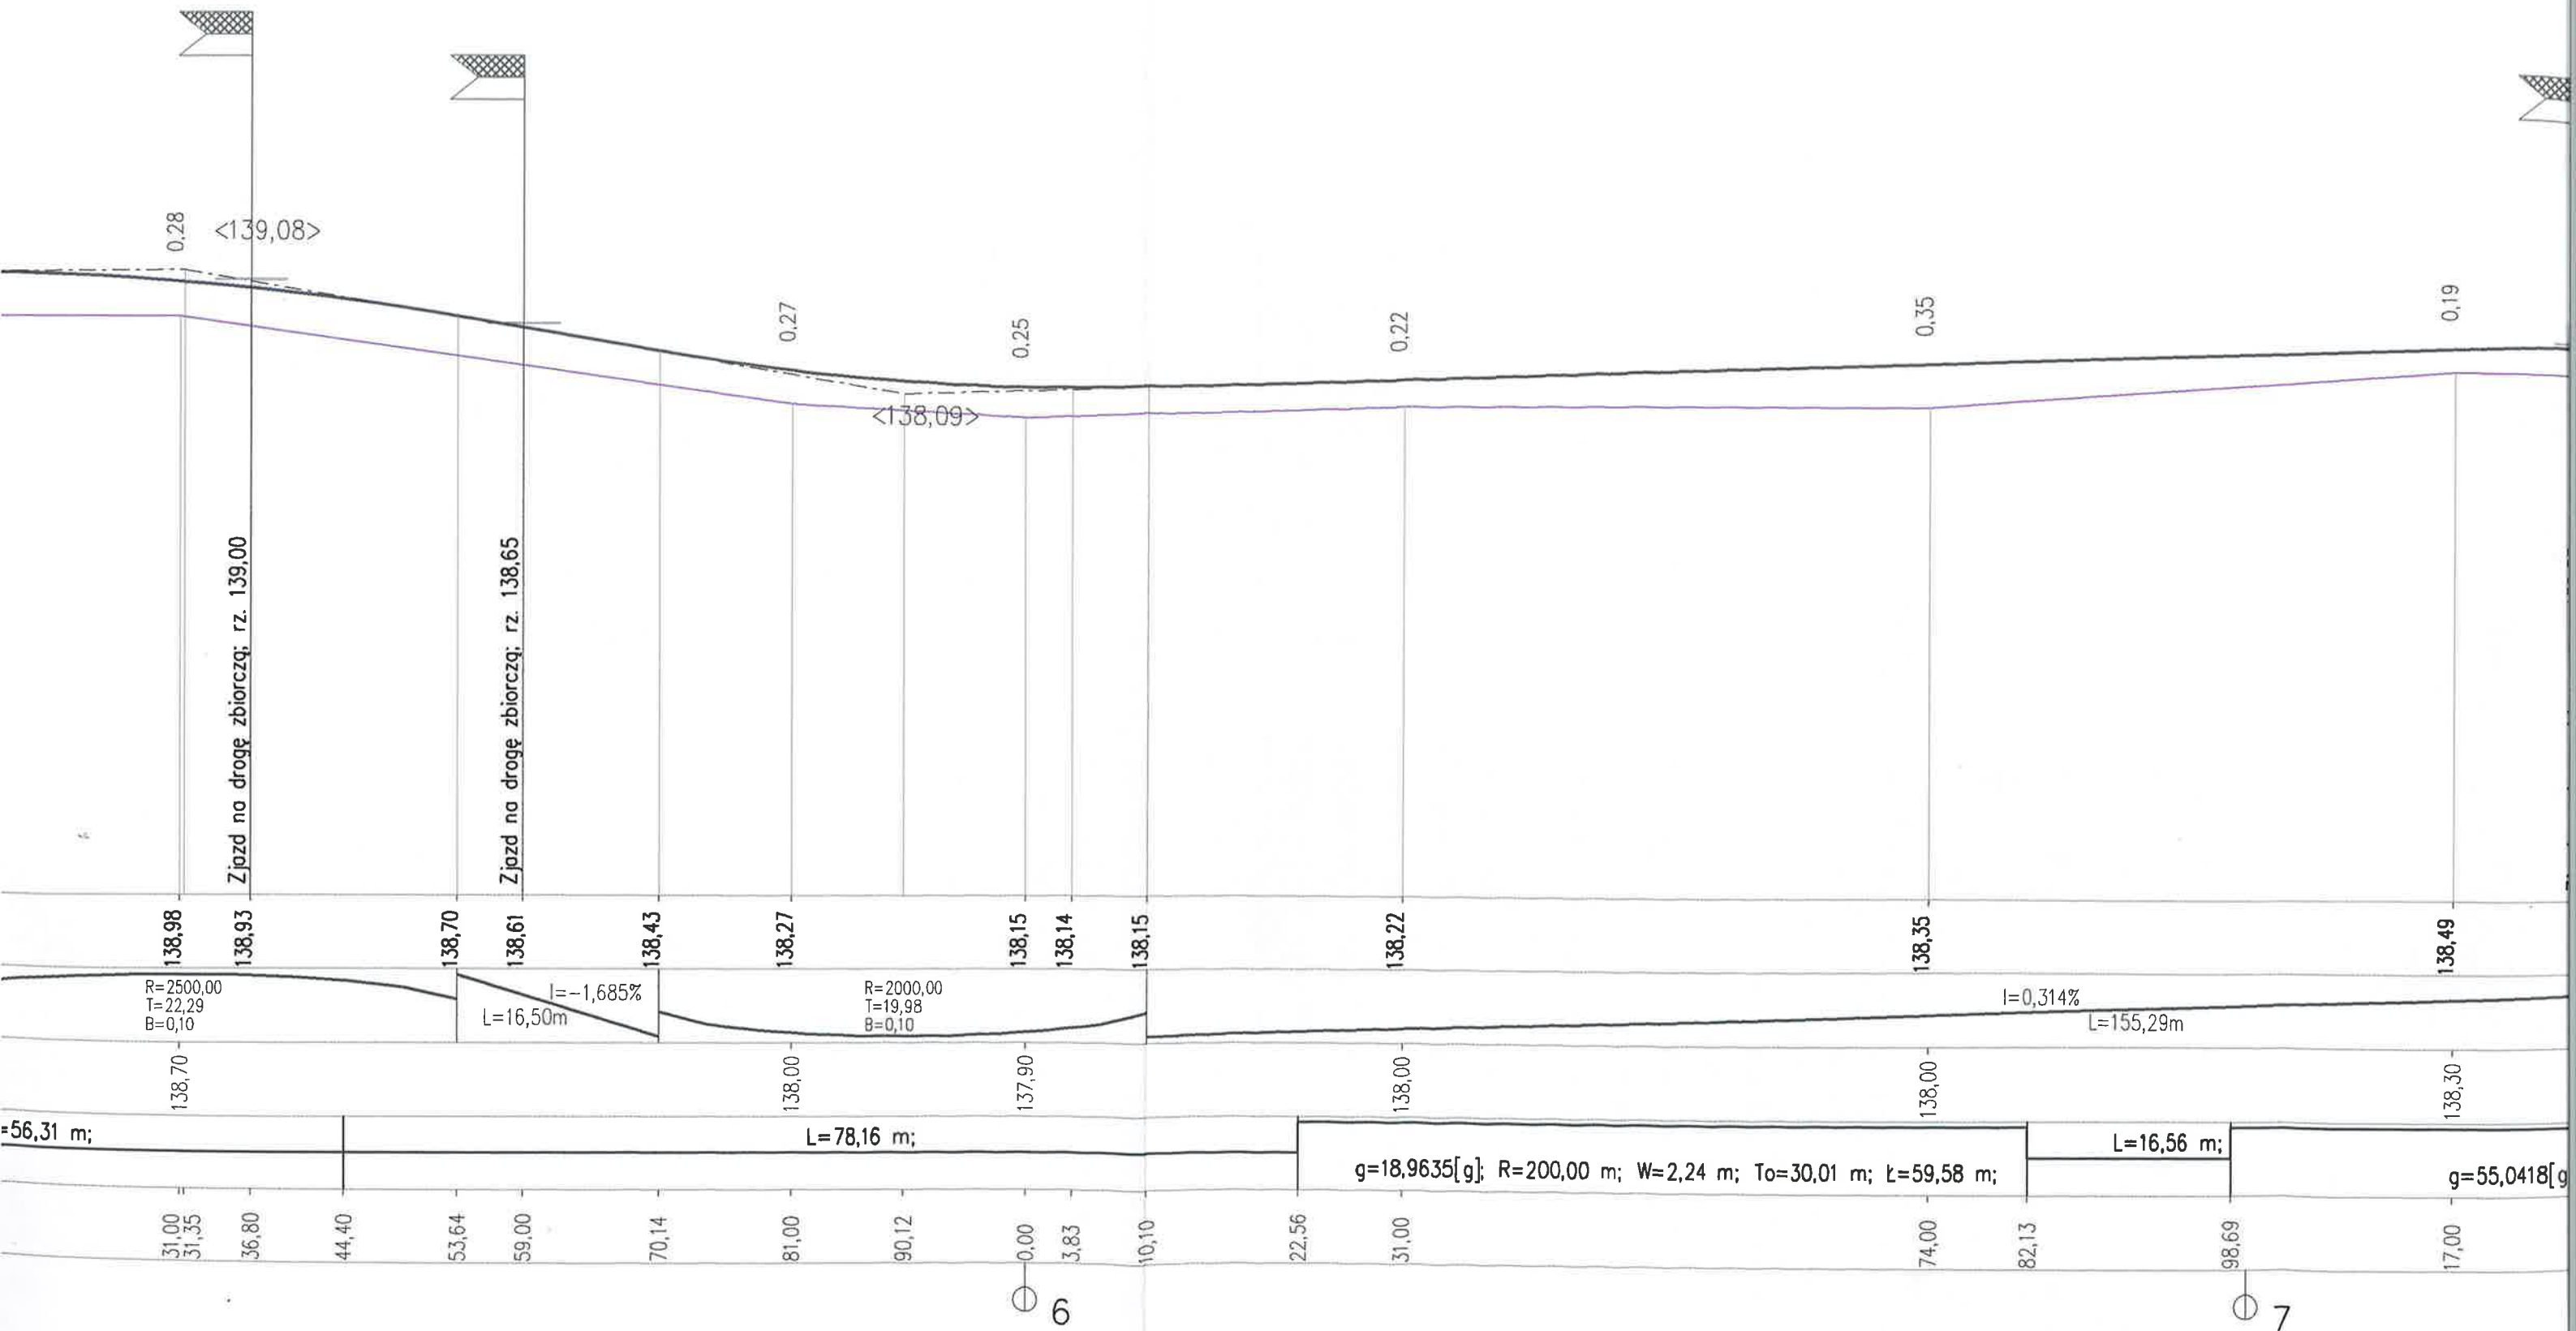 0,28
<139,08>
0,27
0,25
0,22
0,35
0,19
<138,09>
Zjazd na drogę zbiorczą; rz. 139,00
Zjazd na drogę zbiorczą; rz. 138,65
138,98
138,93
138,70
138,61
138,43
138,27
138,15
138,14
138,15
138,22
138,35
138,49
R=2500,00
T=22,29
B=0,10
I=-1,685%
L=16,50m
R=2000,00
T=19,98
B=0,10
I=0,314%
L=155,29m
138,70
138,00
137,90
138,00
138,00
138,30
=56,31 m;
L=78,16 m;
g=18,9635[g]; R=200,00 m; W=2,24 m; To=30,01 m; Ł=59,58 m;
L=16,56 m;
g=55,0418[g
31,00
31,35
36,80
44,40
53,64
59,00
70,14
81,00
90,12
0,00
3,83
10,10
22,56
31,00
74,00
82,13
98,69
17,00
6
7